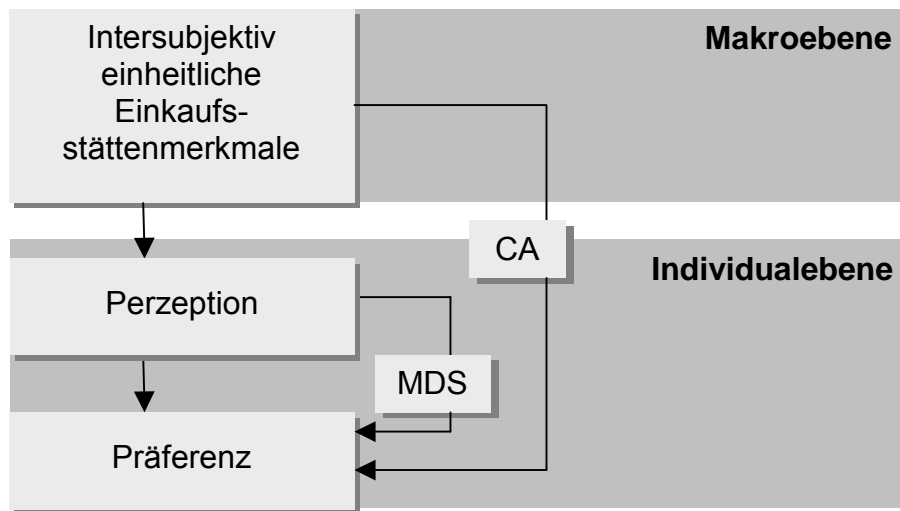 Intersubjektiv
einheitliche
Einkaufs-
stättenmerkmale
Makroebene
CA
Individualebene
Perzeption
MDS
Präferenz